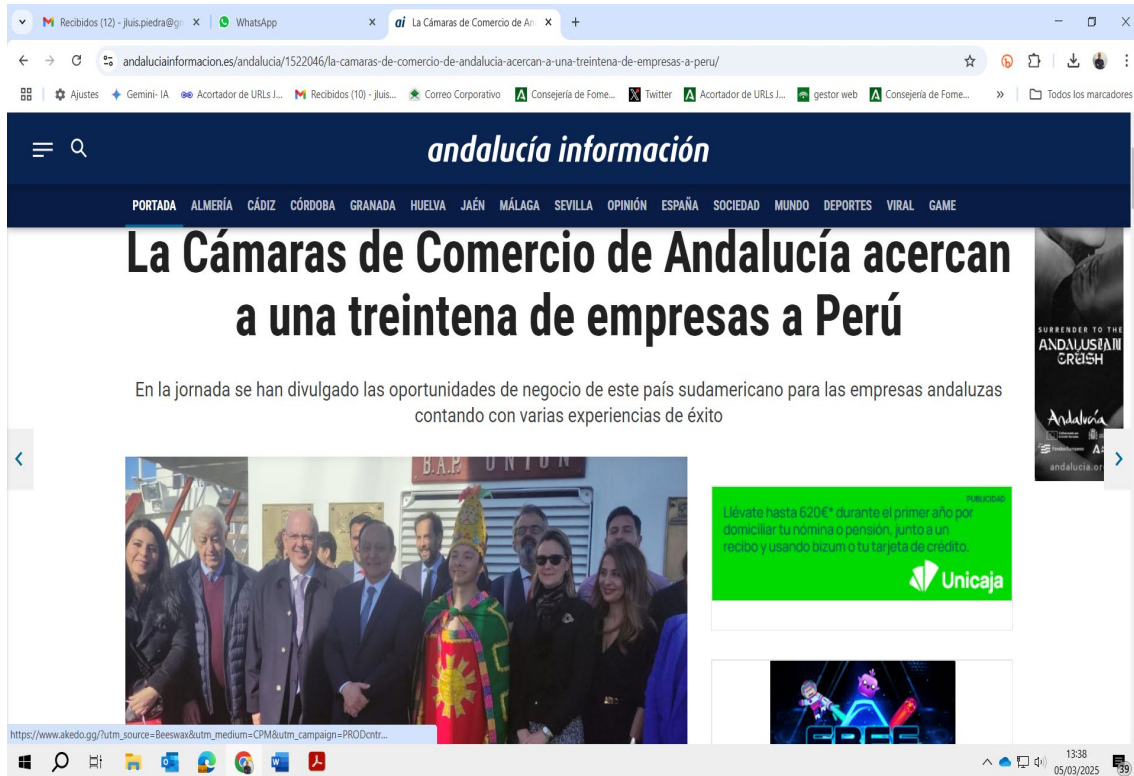 Recibidos (12) - jluis.piedra@gm
WhatsApp
ai La Cámaras de Comercio de An
andaluciainformacion.es/andalucia/1522046/la-camaras-de-comercio-de-andalucia-acercan-a-una-treintena-de-empresas-a-peru/
Ajustes Gemini- IA Acortador de URLs J... Recibidos (10) - jluis... Correo Corporativo Consejería de Fome... Twitter Acortador de URLs J... gestor web Consejería de Fome... » Todos los marcadores
andalucía información
PORTADA ALMERÍA CÁDIZ CÓRDOBA GRANADA HUELVA JAÉN MÁLAGA SEVILLA OPINIÓN ESPAÑA SOCIEDAD MUNDO DEPORTES VIRAL GAME
La Cámaras de Comercio de Andalucía acercan
a una treintena de empresas a Perú
En la jornada se han divulgado las oportunidades de negocio de este país sudamericano para las empresas andaluzas
contando con varias experiencias de éxito
SURRENDER TO THE
ANDALUSIAN
CRUSH
Andalucía
andalucia.or
B.A.P. UNION
PUBLICIDAD
Llévate hasta 620€* durante el primer año por
domiciliar tu nómina o pensión, junto a un
recibo y usando bizum o tu tarjeta de crédito.
Unicaja
FREE
https://www.akedo.gg/?utm_source=Beeswax&utm_medium=CPM&utm_campaign=PRODcntr...
13:38
05/03/2025
39